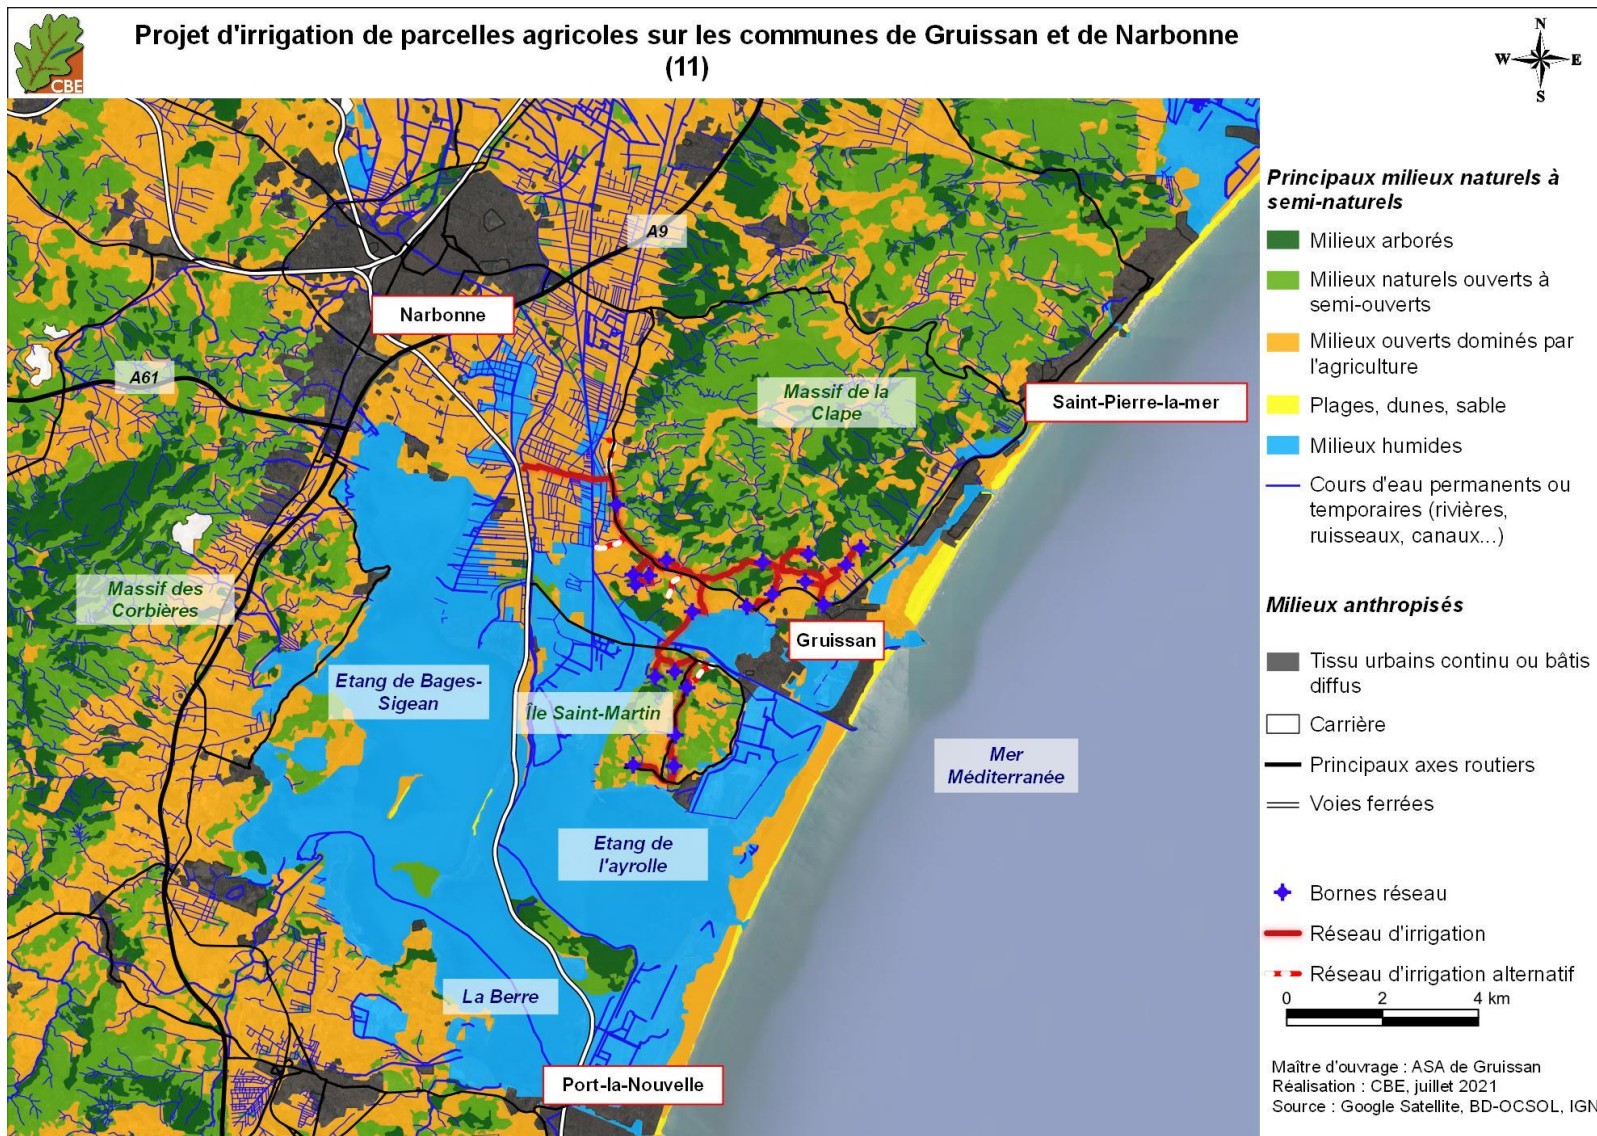 Projet d'irrigation de parcelles agricoles sur les communes de Gruissan et de Narbonne
(11)
CBE
N
W
E
S
A9
Narbonne
A61
Massif de la
Clape
Saint-Pierre-la-mer
Massif des
Corbières
Gruissan
Etang de Bages-
Sigean
Île Saint-Martin
Mer
Méditerranée
Etang de
l'ayrolle
La Berre
Port-la-Nouvelle
Principaux milieux naturels à
semi-naturels
Milieux arborés
Milieux naturels ouverts à
semi-ouverts
Milieux ouverts dominés par
l'agriculture
Plages, dunes, sable
Milieux humides
Cours d'eau permanents ou
temporaires (rivières,
ruisseaux, canaux...)
Milieux anthropisés
Tissu urbains continu ou bâtis
diffus
Carrière
Principaux axes routiers
Voies ferrées
Bornes réseau
Réseau d'irrigation
Réseau d'irrigation alternatif
0 2 4 km
Maître d'ouvrage : ASA de Gruissan
Réalisation : CBE, juillet 2021
Source : Google Satellite, BD-OCSOL, IGN